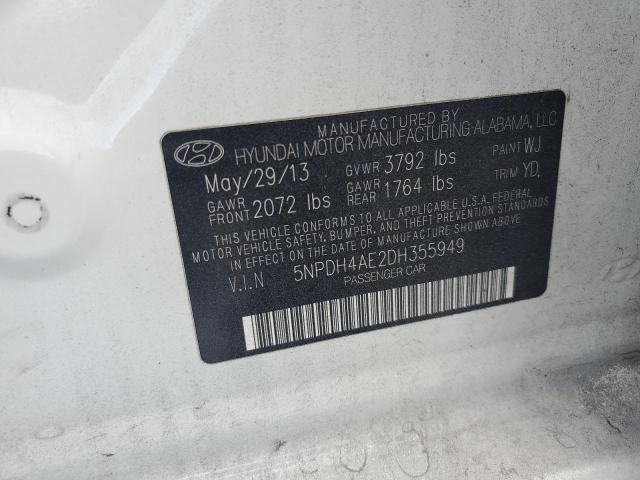 MANUFACTURED BY
HYUNDAI MOTOR MANUFACTURING ALABAMA, LLC
May/29/13 GVWR 3792 lbs PAINT WJ
GAWR FRONT 2072 lbs GAWR REAR 1764 lbs TRIM YD.
THIS VEHICLE CONFORMS TO ALL APPLICABLE U.S.A. FEDERAL
MOTOR VEHICLE SAFETY, BUMPER, AND THEFT PREVENTION STANDARDS
IN EFFECT ON THE DATE OF MANUFACTURE SHOWN ABOVE.
V.I.N 5NPDH4AE2DH355949
PASSENGER CAR